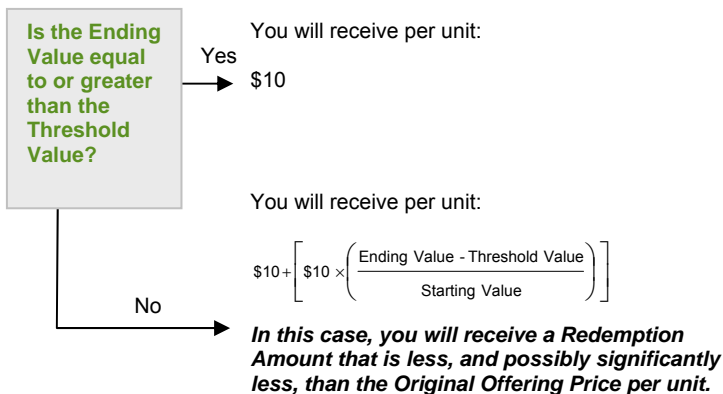 Is the Ending
Value equal
to or greater
than the
Threshold
Value?
Yes
You will receive per unit:
$10
You will receive per unit:
$10+[$10 ×(Ending Value - Threshold Value
Starting Value)]
No
In this case, you will receive a Redemption
Amount that is less, and possibly significantly
less, than the Original Offering Price per unit.